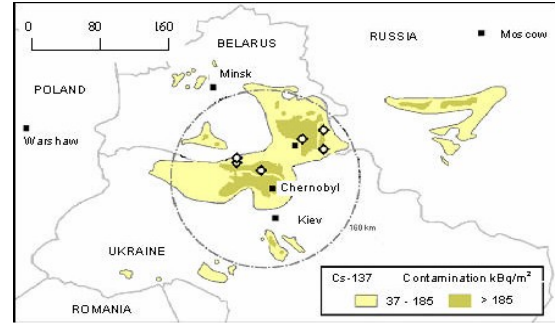 0 80 160
BELARUS
RUSSIA
Moscow
Minsk
POLAND
Warshaw
Chernobyl
Kiev
160 km
UKRAINE
ROMANIA
Cs-137 Contamination kBq/m²
37 - 185 > 185